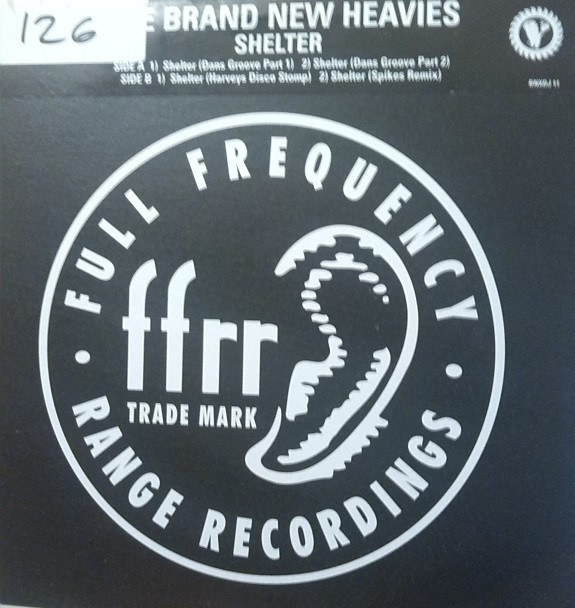 126
E BRAND NEW HEAVIES
SHELTER
SIDE A 1) Shelter (Dans Groove Part 1) 2) Shelter (Dans Groove Part 2)
SIDE B 1) Shelter (Harveys Disco Stomp) 2) Shelter (Spikes Remix)
FULL FREQUENCY
ffrr
TRADE MARK
RANGE RECORDINGS